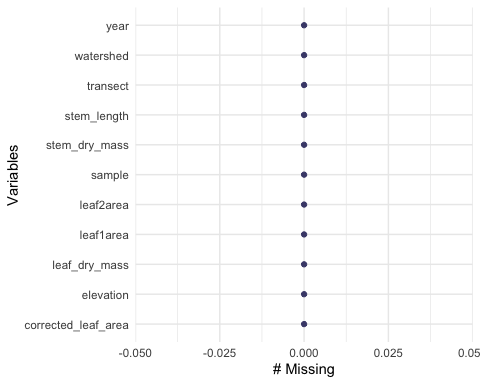 year
watershed
transect
stem_length
stem_dry_mass
sample
leaf2area
leaf1area
leaf_dry_mass
elevation
corrected_leaf_area
Variables
-0.050 -0.025 0.000 0.025 0.05
# Missing